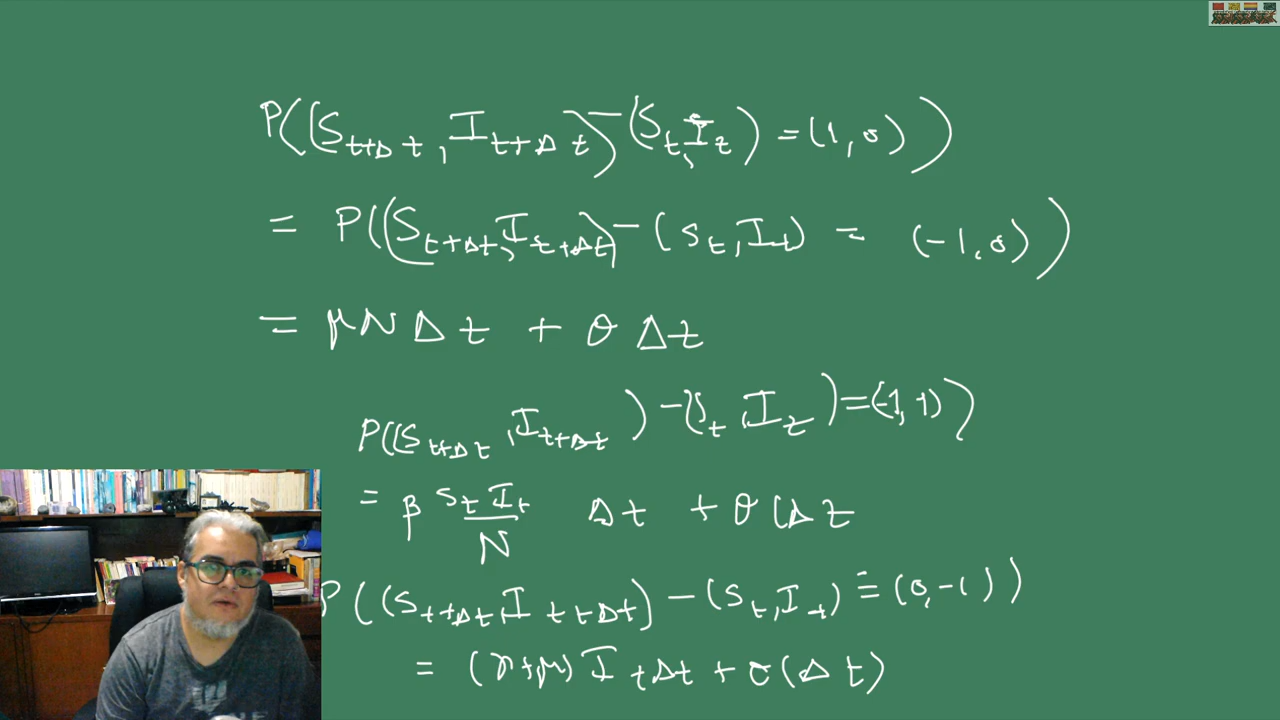 P((S_{t+Δt}, I_{t+Δt}) - (S_t, I_t) = (1, 0))
= P((S_{t+Δt}, I_{t+Δt}) - (S_t, I_t) = (-1, 0))
= μNΔt + OΔt
P((S_{t+Δt}, I_{t+Δt}) - (S_t, I_t) = (-1, 1))
= β S_t I_t / N Δt + O(Δt
P((S_{t+Δt}, I_{t+Δt}) - (S_t, I_t) = (0, -1))
= (γ+μ) I_t Δt + o(Δt)